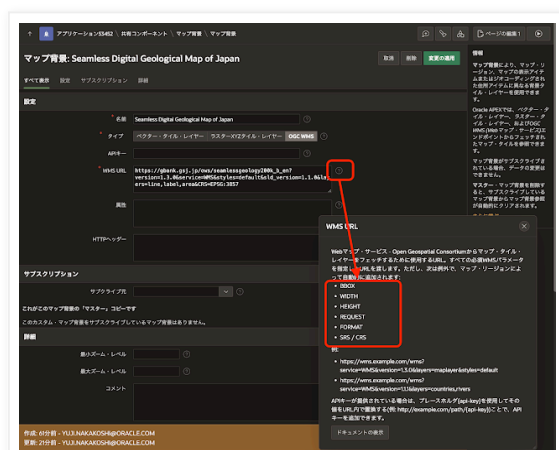 アプリケーション55452 \ 共有コンポーネント \ マップ背景 \ マップ背景
ページの編集1
マップ背景: Seamless Digital Geological Map of Japan
取消
削除
変更の適用
すべて表示 設定 サブスクリプション 詳細
設定
* 名前 Seamless Digital Geological Map of Japan
* タイプ ベクター・タイル・レイヤー ラスターXYZタイル・レイヤー OGC WMS
APIキー
* WMS URL https://gbank.gsj.jp/ows/seamlessgeology200k_b_en?
version=1.3.0&service=WMS&styles=default&sld_version=1.1.0&lay
ers=line,label,area&CRS=EPSG:3857
属性
HTTPヘッダー
サブスクリプション
サブスクライブ元
これがこのマップ背景の「マスター」コピーです
このカスタム・マップ背景をサブスクライブしているマップ背景はありません。
詳細
最小ズーム・レベル
最大ズーム・レベル
コメント
作成: 61分前 - YUJI.NAKAKOSHI@ORACLE.COM
更新: 21分前 - YUJI.NAKAKOSHI@ORACLE.COM
情報
マップ背景により、マップ・リ
ージョン、マップの表示アイテ
ムまたはジオコーディングされ
た住所アイテムに異なる背景タ
イル・レイヤーを使用できま
す。
Oracle APEXでは、ベクター・タ
イル・レイヤー、ラスター・タ
イル・レイヤー、およびOGC
WMS (Webマップ・サービス)エ
ンドポイントからフェッチされ
たマップ・タイルを参照できま
す。
マップ背景がサブスクライブさ
れている場合、データの変更は
できません。
マスター・マップ背景を削除す
ると、サブスクライブしている
マップ背景からマップ背景参照
が自動的にクリアされます。
WMS URL
Webマップ・サービス - Open Geospatial Consortiumからマップ・タイル・
レイヤーをフェッチするために使用するURL。すべての必須WMSパラメータ
を指定し、URLを渡します。ただし、次は例外で、マップ・リージョンによ
って自動的に追加されます:
• BBOX
• WIDTH
• HEIGHT
• REQUEST
• FORMAT
• SRS / CRS
例:
• https://wms.example.com/wms?
service=WMS&version=1.3.0&layers=maplayer&styles=default
• https://wms.example.com/wms?
service=WMS&version=1.1.1&layers=countries,rivers
APIキーが提供されている場合は、プレースホルダ{api-key}を使用してその
値をURL内で置換する(例: http://example.com/path/{api-key})ことで、API
キーを追加できます。
ドキュメントの表示